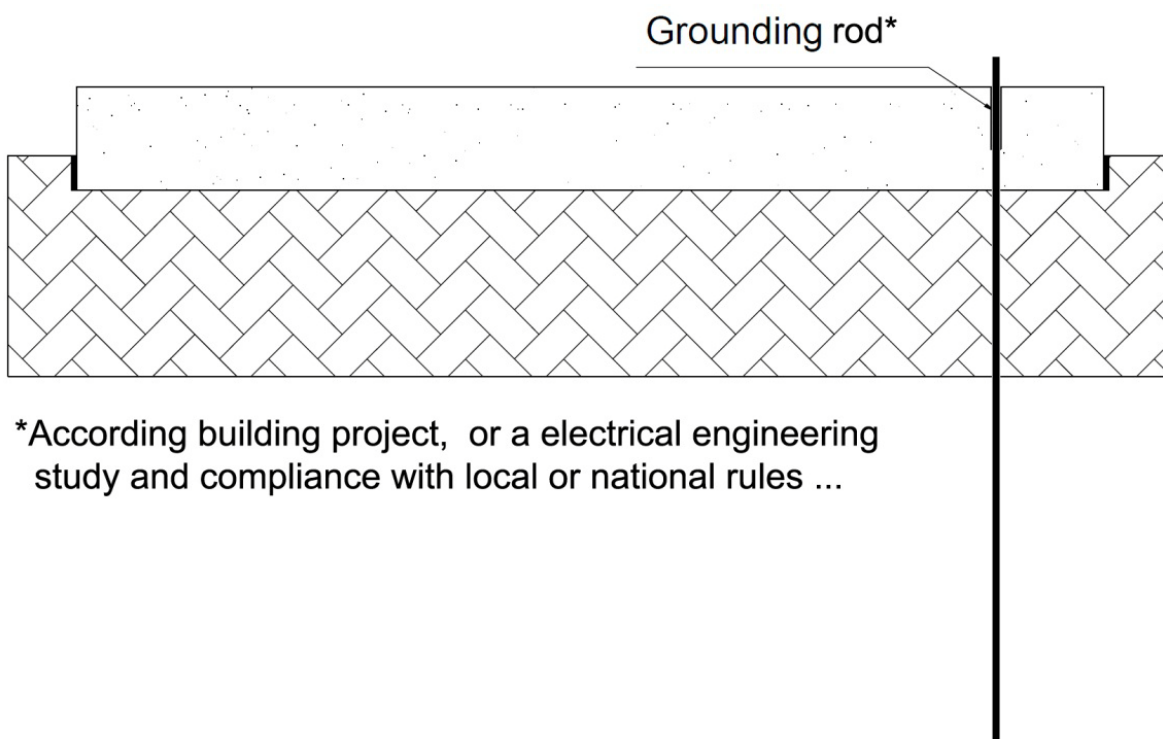 Grounding rod*
*According building project, or a electrical engineering
study and compliance with local or national rules ...